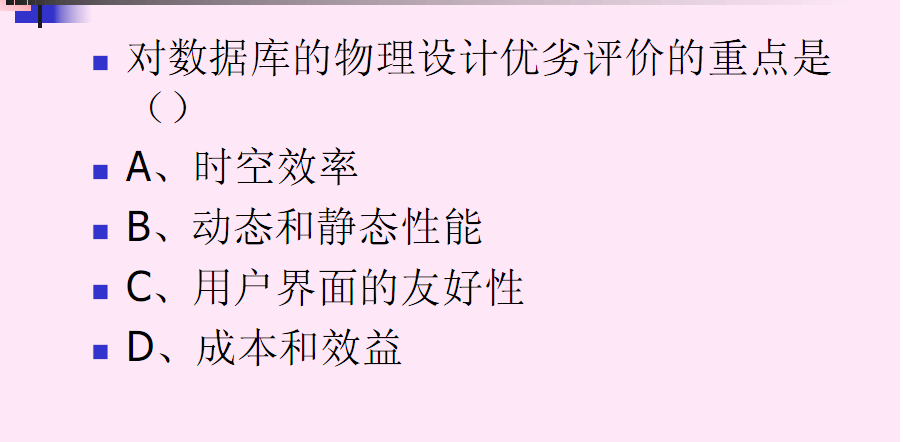 对数据库的物理设计优劣评价的重点是
（）
A、时空效率
B、动态和静态性能
C、用户界面的友好性
D、成本和效益